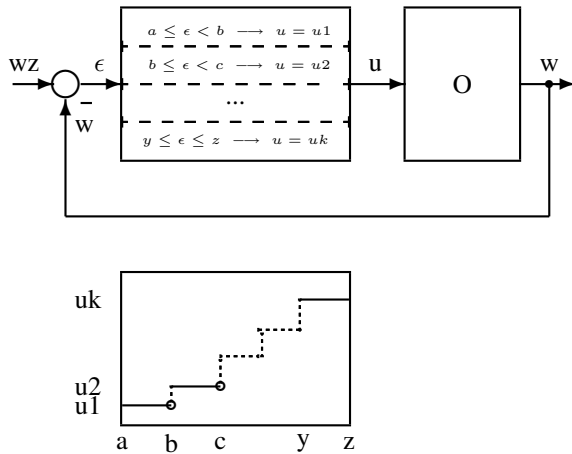 a ≤ ϵ < b → u = u1
wz ϵ b ≤ ϵ < c → u = u2 u O w
− ...
w
y ≤ ϵ ≤ z → u = uk
uk
u2
u1
a b c y z